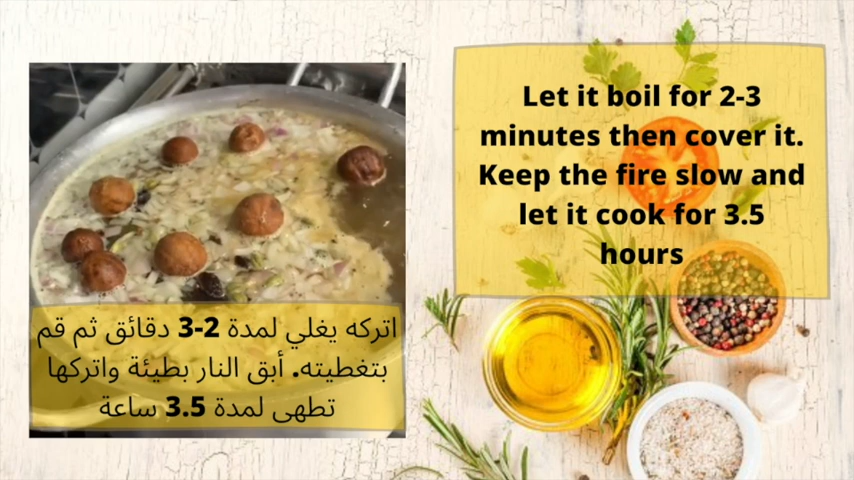 Let it boil for 2-3
minutes then cover it.
Keep the fire slow and
let it cook for 3.5
hours
اتركه يغلي لمدة 2-3 دقائق ثم قم
بتغطيته. أبق النار بطيئة واتركها
تطهى لمدة 3.5 ساعة